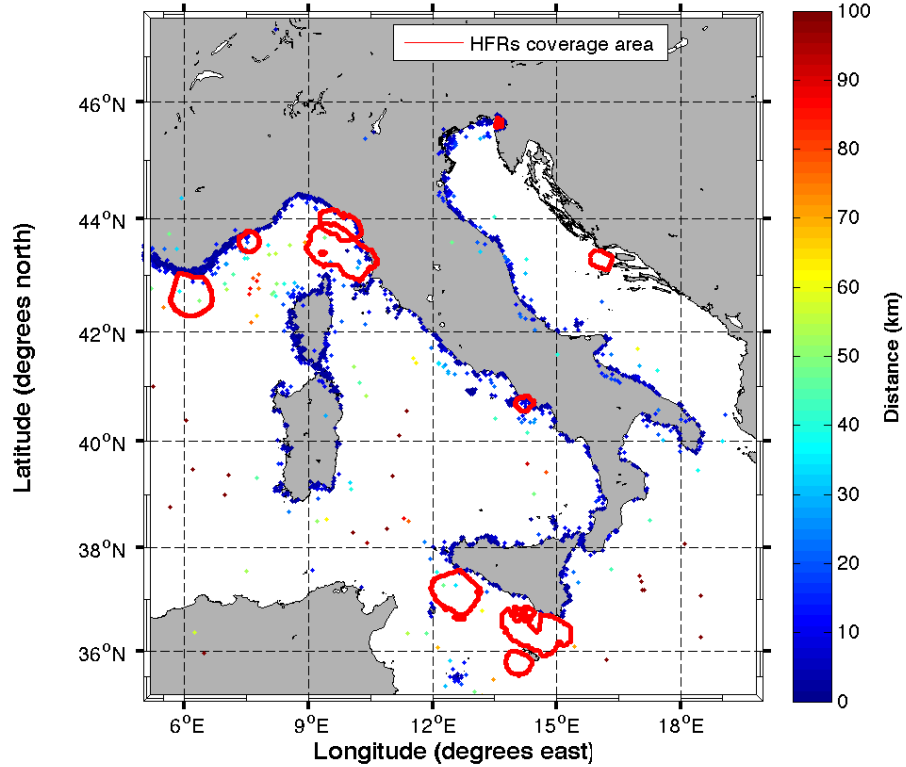 HFRs coverage area
46°N
44°N
42°N
40°N
38°N
36°N
6°E
9°E
12°E
15°E
18°E
Longitude (degrees east)
Latitude (degrees north)
100
90
80
70
60
50
40
30
20
10
0
Distance (km)